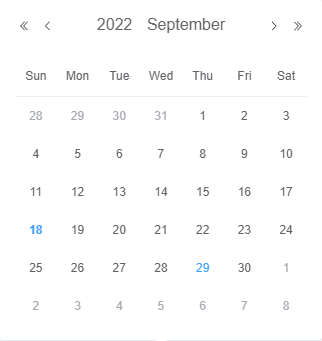 2022 September
Sun Mon Tue Wed Thu Fri Sat
28 29 30 31 1 2 3
4 5 6 7 8 9 10
11 12 13 14 15 16 17
18 19 20 21 22 23 24
25 26 27 28 29 30 1
2 3 4 5 6 7 8